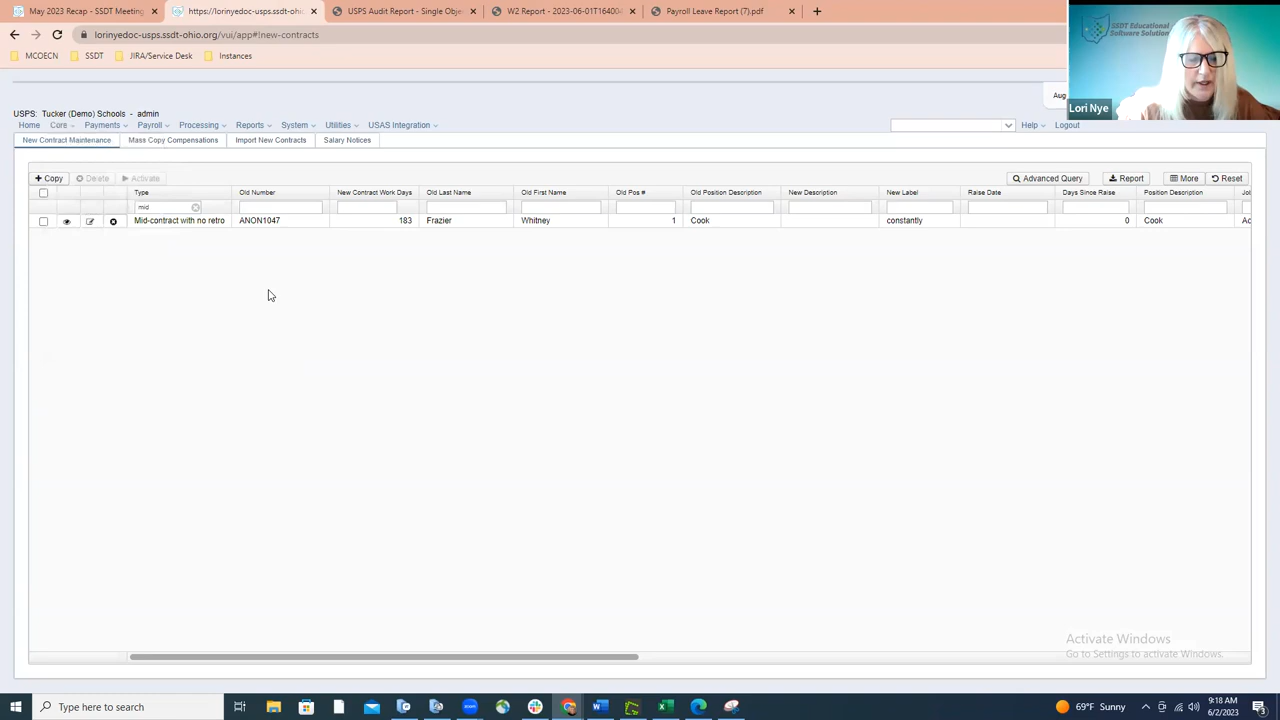 May 2023 Recap - SSDT Meeting
https://lorinyedoc-usps.ssdt-ohio
USPS Audit Report - Single Obje
W2 Report - 2023-06-01T16400
Payroll Leave Report (7).pdf
lorinyedoc-usps.ssdt-ohio.org/vui/app#!new-contracts
MCOECN
SSDT
JIRA/Service Desk
Instances
SSDT Educational
Software Solution
Lori Nye
Aug
USPS: Tucker (Demo) Schools - admin
Home Core Payments Payroll Processing Reports System Utilities USAS Integration Help Logout
New Contract Maintenance Mass Copy Compensations Import New Contracts Salary Notices
Copy Delete Activate Advanced Query Report More Reset
Type Old Number New Contract Work Days Old Last Name Old First Name Old Pos # Old Position Description New Description New Label Raise Date Days Since Raise Position Description
mid
Mid-contract with no retro ANON1047 183 Frazier Whitney 1 Cook constantly 0 Cook
Activate Windows
Go to Settings to activate Windows.
Type here to search
69°F Sunny
9:18 AM
6/2/2023